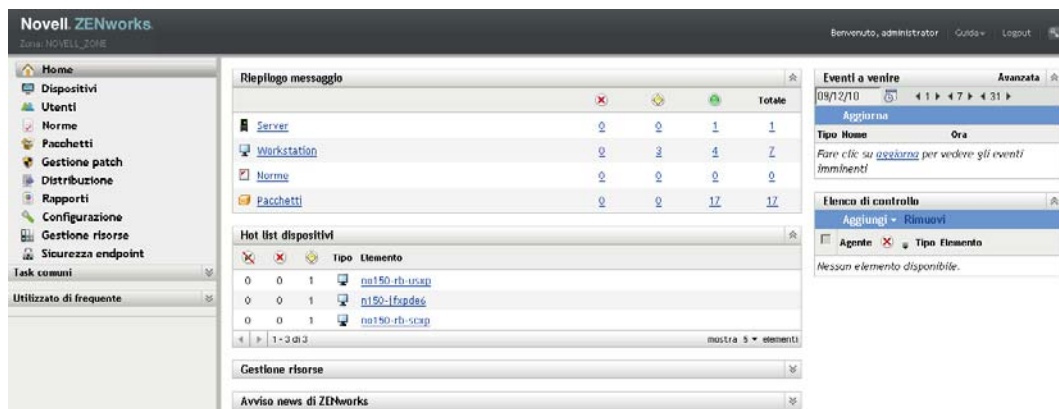 Novell ZENworks.
Zona: NOVELL_ZONE
Benvenuto, administrator Guida Logout
Home
Dispositivi
Utenti
Norme
Pacchetti
Gestione patch
Distribuzione
Rapporti
Configurazione
Gestione risorse
Sicurezza endpoint
Task comuni
Utilizzato di frequente
Riepilogo messaggio
Totale
Server 0 0 1 1
Workstation 0 3 4 7
Norme 0 0 0 0
Pacchetti 0 0 17 17
Hot list dispositivi
Tipo Elemento
0 0 1 no150-rb-usxp
0 0 1 n150-jfxpde6
0 0 1 no150-rb-scxp
1 - 3 di 3 mostra 5 elementi
Gestione risorse
Avviso news di ZENworks
Eventi a venire Avanzata
09/12/10 1 7 31
Aggiorna
Tipo Nome Ora
Fare clic su aggiorna per vedere gli eventi
imminenti
Elenco di controllo
Aggiungi Rimuovi
Agente Tipo Elemento
Nessun elemento disponibile.